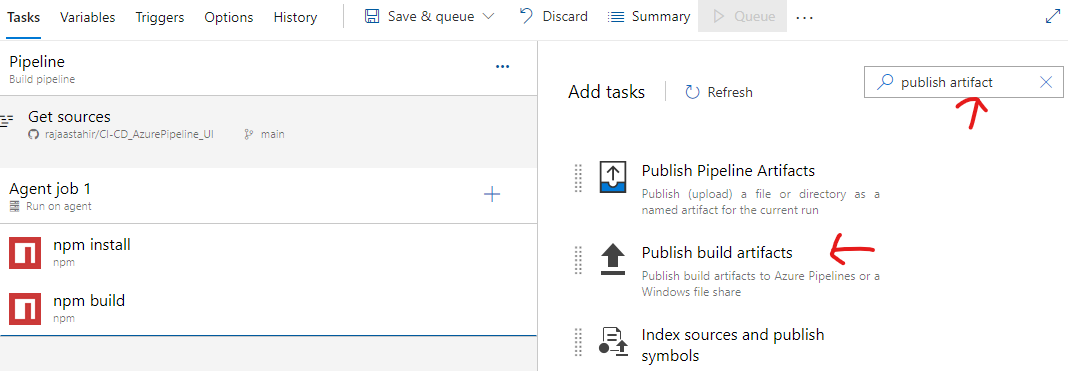 Tasks Variables Triggers Options History Save & queue Discard Summary Queue ...
Pipeline
Build pipeline
Get sources
rajaastahir/CI-CD_AzurePipeline_UI main
Agent job 1
Run on agent
npm install
npm
npm build
npm
Add tasks Refresh publish artifact
Publish Pipeline Artifacts
Publish (upload) a file or directory as a
named artifact for the current run
Publish build artifacts
Publish build artifacts to Azure Pipelines or a
Windows file share
Index sources and publish
symbols